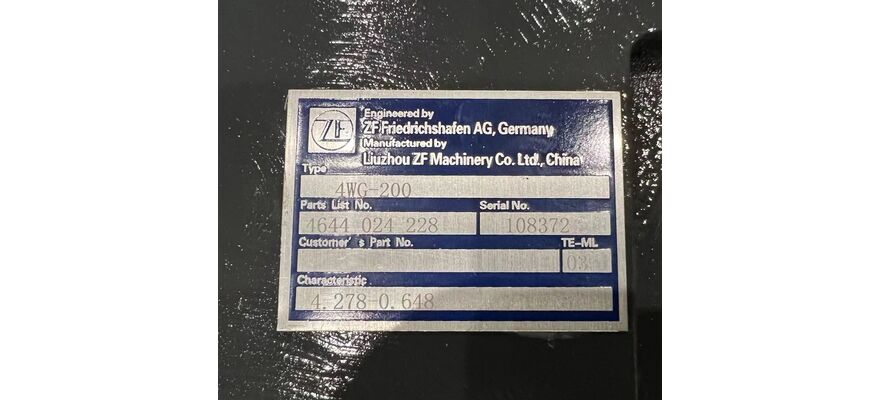 ZF
Engineered by
ZF Friedrichshafen AG, Germany
Manufactured by
Liuzhou ZF Machinery Co. Ltd., China
Type
4WG-200
Parts List No. Serial No.
4644 024 228 108372
Customer's Part No. TE-ML
03
Characteristic
4.278-0.648